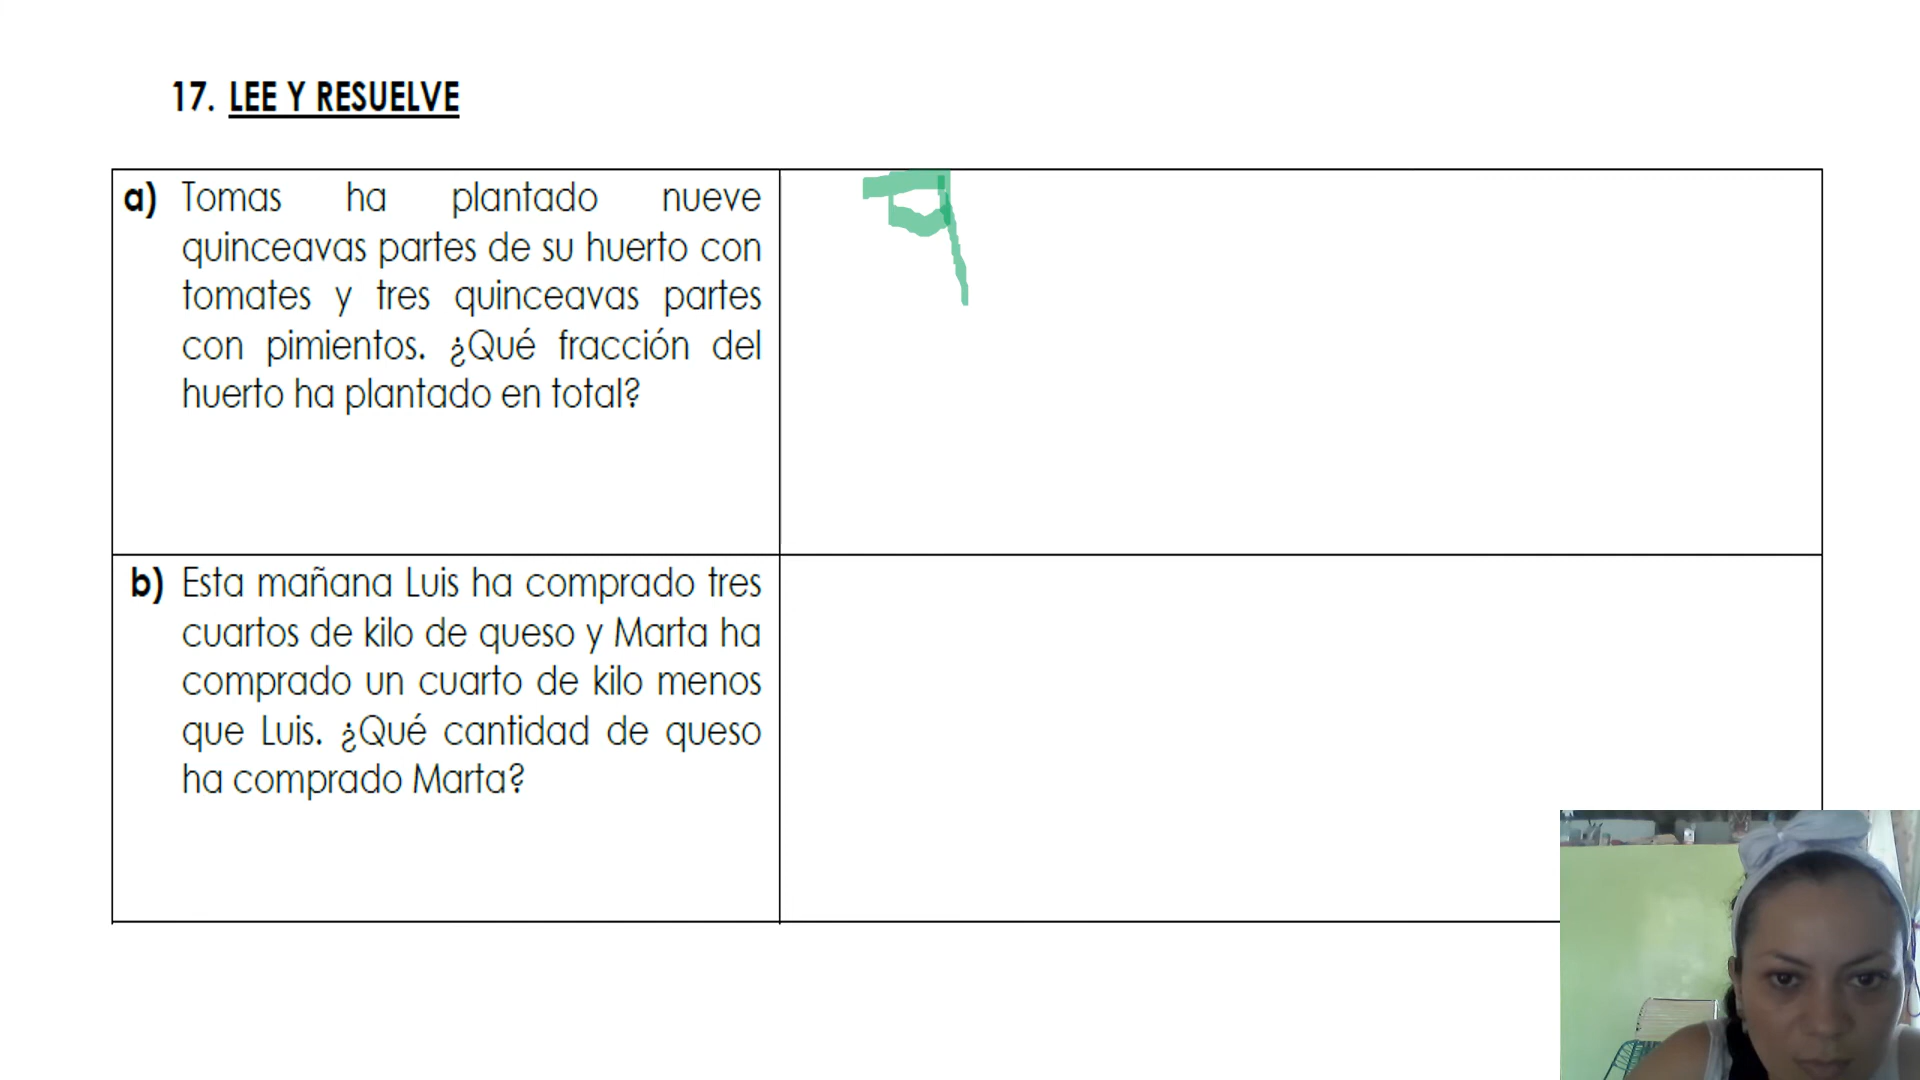 17. LEE Y RESUELVE
a) Tomas ha plantado nueve
quinceavas partes de su huerto con
tomates y tres quinceavas partes
con pimientos. ¿Qué fracción del
huerto ha plantado en total?
9
b) Esta mañana Luis ha comprado tres
cuartos de kilo de queso y Marta ha
comprado un cuarto de kilo menos
que Luis. ¿Qué cantidad de queso
ha comprado Marta?